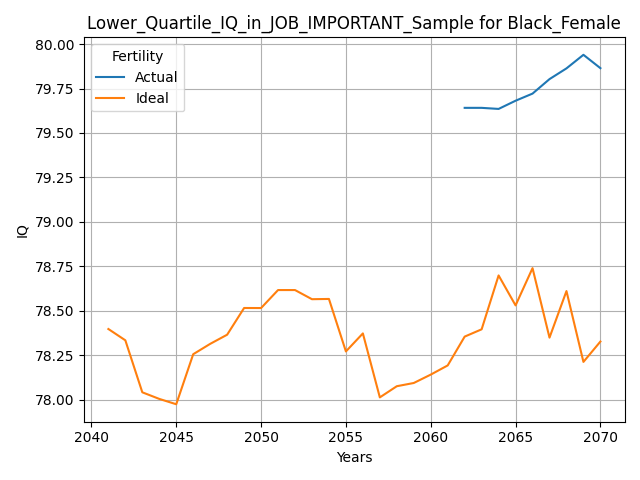 Lower_Quartile_IQ_in_JOB_IMPORTANT_Sample for Black_Female
Fertility
Actual
Ideal
80.00
79.75
79.50
79.25
79.00
78.75
78.50
78.25
78.00
IQ
2040 2045 2050 2055 2060 2065 2070
Years